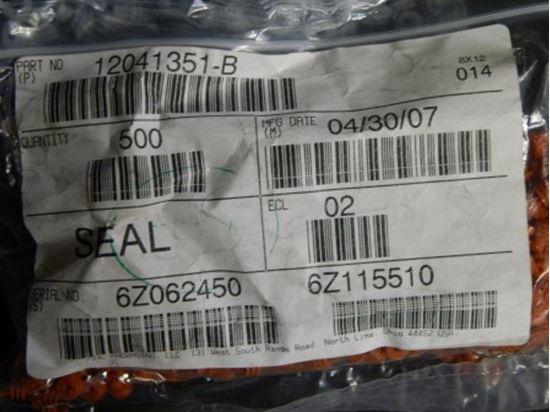 PART NO 12041351-B 8X12
(P) 014
QUANTITY 500 MFG DATE 04/30/07
(M)
ECL 02
SEAL
SERIAL NO. 6Z062450 6Z115510
(S)
LLC 131 West South Range Road North Lima Ohio 44452 USA